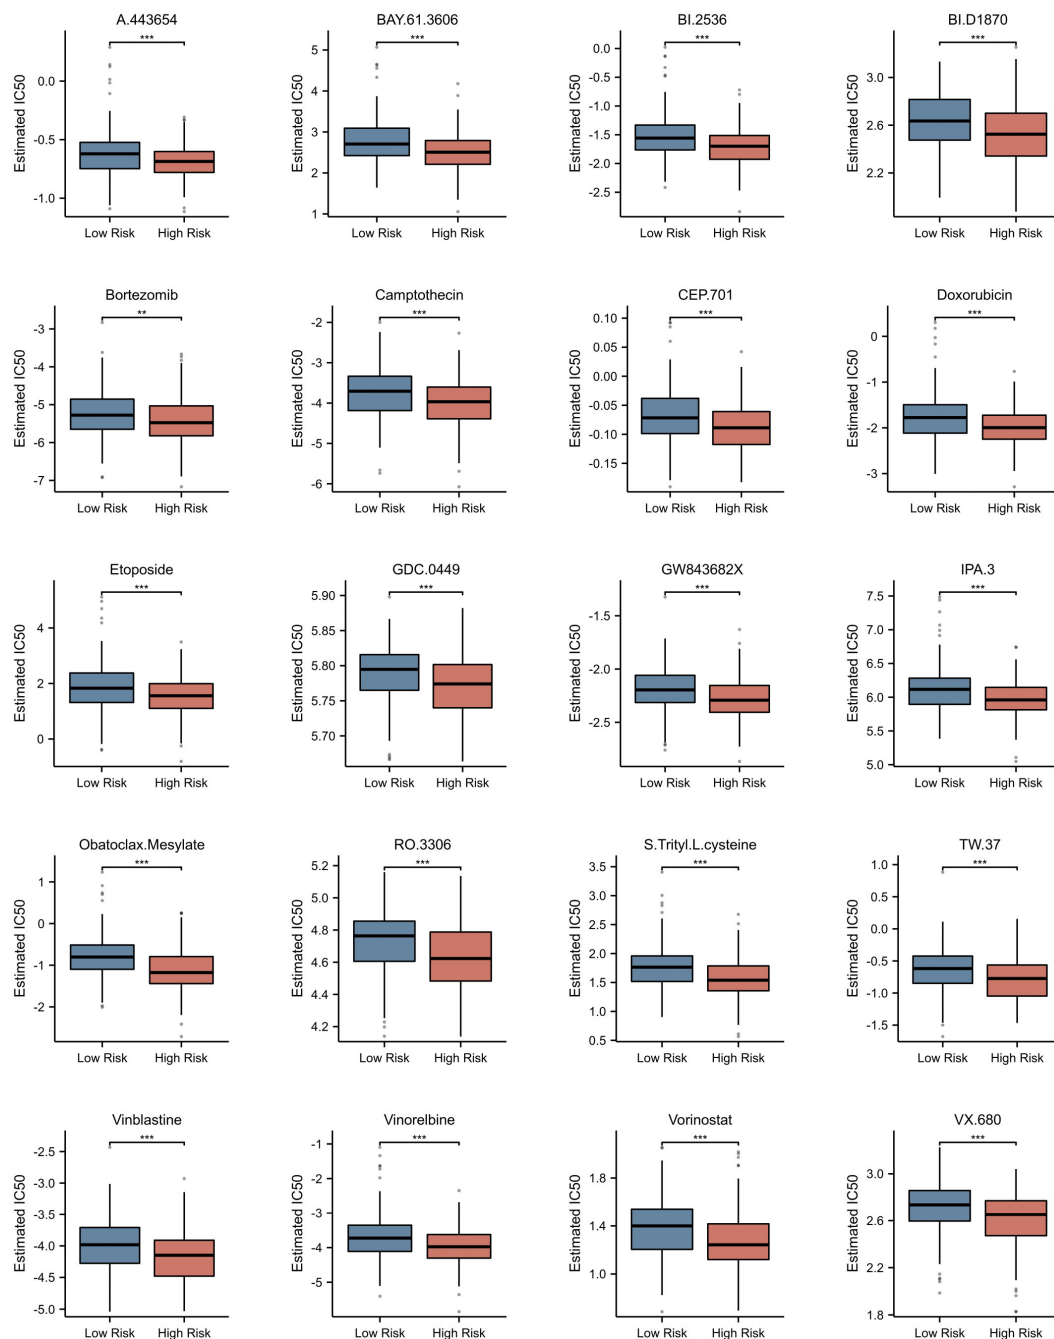 A.443654
***
Estimated IC50
0.0
-0.5
-1.0
Low Risk High Risk
BAY.61.3606
***
Estimated IC50
5
4
3
2
1
Low Risk High Risk
BI.2536
***
Estimated IC50
0.0
-0.5
-1.0
-1.5
-2.0
-2.5
Low Risk High Risk
BI.D1870
***
Estimated IC50
3.0
2.6
2.2
Low Risk High Risk
Bortezomib
**
Estimated IC50
-3
-4
-5
-6
-7
Low Risk High Risk
Camptothecin
***
Estimated IC50
-2
-3
-4
-5
-6
Low Risk High Risk
CEP.701
***
Estimated IC50
0.10
0.05
0.00
-0.05
-0.10
-0.15
Low Risk High Risk
Doxorubicin
***
Estimated IC50
0
-1
-2
-3
Low Risk High Risk
Etoposide
***
Estimated IC50
4
2
0
Low Risk High Risk
GDC.0449
***
Estimated IC50
5.90
5.85
5.80
5.75
5.70
Low Risk High Risk
GW843682X
***
Estimated IC50
-1.5
-2.0
-2.5
Low Risk High Risk
IPA.3
***
Estimated IC50
7.5
7.0
6.5
6.0
5.5
5.0
Low Risk High Risk
Obatoclax.Mesylate
***
Estimated IC50
1
0
-1
-2
Low Risk High Risk
RO.3306
***
Estimated IC50
5.2
5.0
4.8
4.6
4.4
4.2
Low Risk High Risk
S.Trityl.L.cysteine
***
Estimated IC50
3.5
3.0
2.5
2.0
1.5
1.0
0.5
Low Risk High Risk
TW.37
***
Estimated IC50
1.0
0.5
0.0
-0.5
-1.0
-1.5
Low Risk High Risk
Vinblastine
***
Estimated IC50
-2.5
-3.0
-3.5
-4.0
-4.5
-5.0
Low Risk High Risk
Vinorelbine
***
Estimated IC50
-1
-2
-3
-4
-5
Low Risk High Risk
Vorinostat
***
Estimated IC50
1.8
1.4
1.0
Low Risk High Risk
VX.680
***
Estimated IC50
3.0
2.6
2.2
1.8
Low Risk High Risk